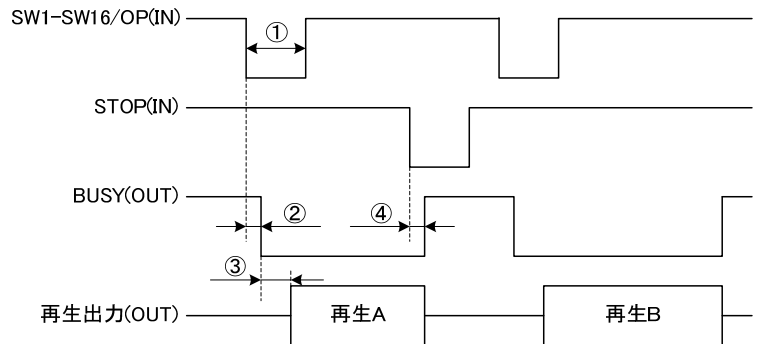 SW1-SW16/OP(IN)
①
STOP(IN)
BUSY(OUT)
②
④
③
再生出力(OUT)
再生A
再生B